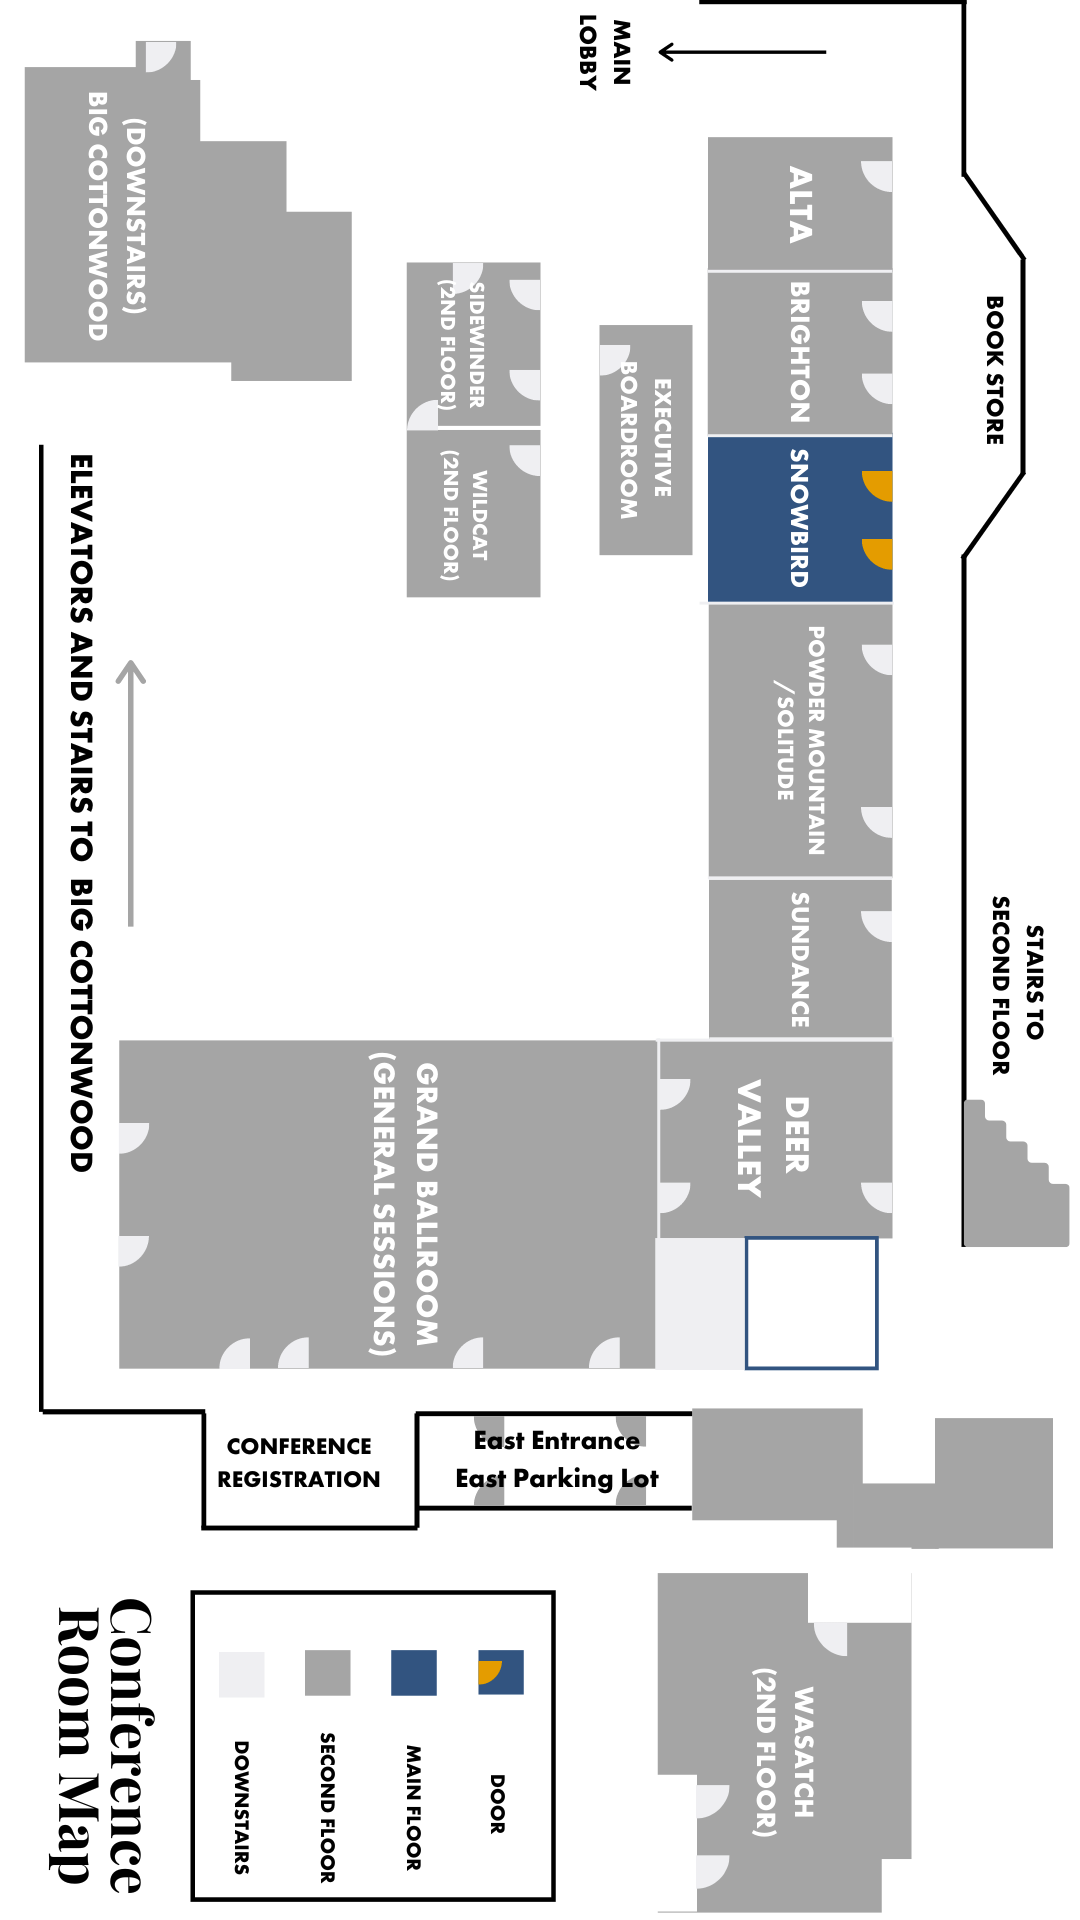 MAIN
LOBBY
BOOK STORE
STAIRS TO
SECOND FLOOR
ALTA
BRIGHTON
SNOWBIRD
POWDER MOUNTAIN
/SOLITUDE
SUNDANCE
DEER
VALLEY
EXECUTIVE
BOARDROOM
SIDEWINDER
(2ND FLOOR)
WILDCAT
(2ND FLOOR)
(DOWNSTAIRS)
BIG COTTONWOOD
GRAND BALLROOM
(GENERAL SESSIONS)
ELEVATORS AND STAIRS TO BIG COTTONWOOD
CONFERENCE
REGISTRATION
East Entrance
East Parking Lot
WASATCH
(2ND FLOOR)
DOOR
MAIN FLOOR
SECOND FLOOR
DOWNSTAIRS
Conference
Room Map